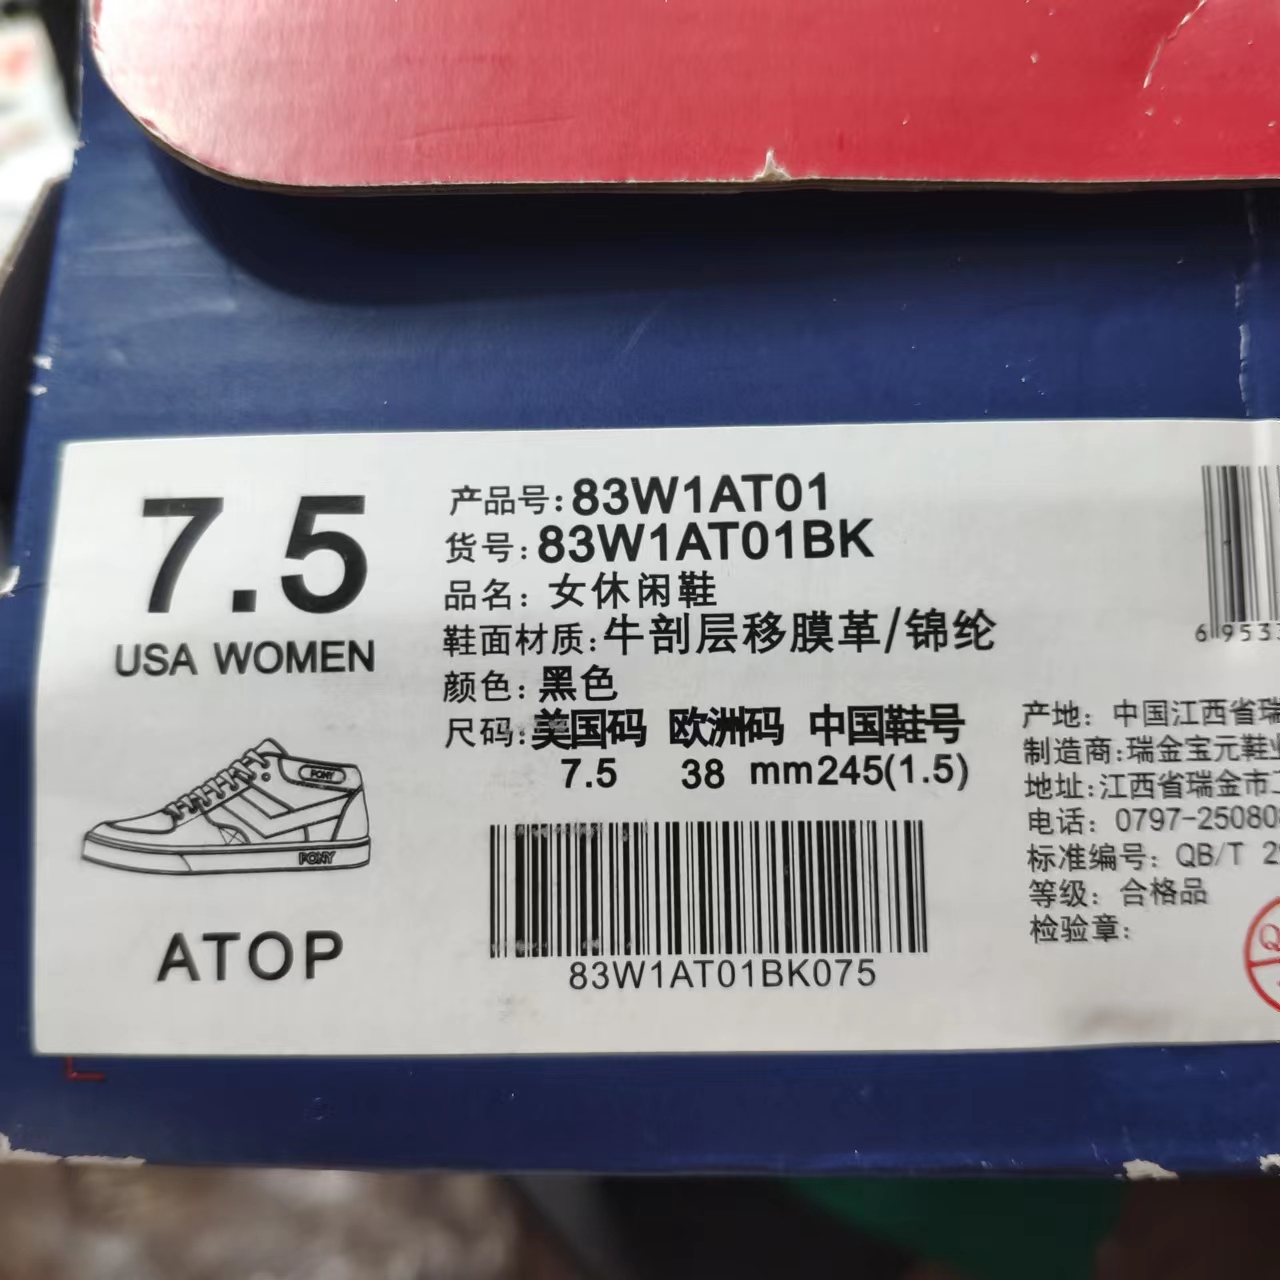 7.5
USA WOMEN
PONY
PONY
ATOP
产品号:83W1AT01
货号:83W1AT01BK
品名:女休闲鞋
鞋面材质:牛剖层移膜革/锦纶
颜色:黑色
尺码:美国码 欧洲码 中国鞋号
7.5 38 mm245(1.5)
83W1AT01BK075
6 953
产地:中国江西省瑞
制造商:瑞金宝元鞋业
地址:江西省瑞金市
电话:0797-25080
标准编号:QB/T 2
等级:合格品
检验章:
Q